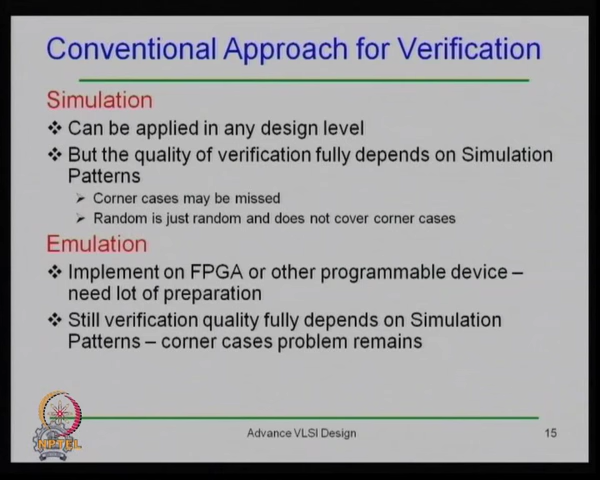 Conventional Approach for Verification
Simulation
❖ Can be applied in any design level
❖ But the quality of verification fully depends on Simulation
Patterns
➢ Corner cases may be missed
➢ Random is just random and does not cover corner cases
Emulation
❖ Implement on FPGA or other programmable device –
need lot of preparation
❖ Still verification quality fully depends on Simulation
Patterns – corner cases problem remains
NPTEL
Advance VLSI Design
15